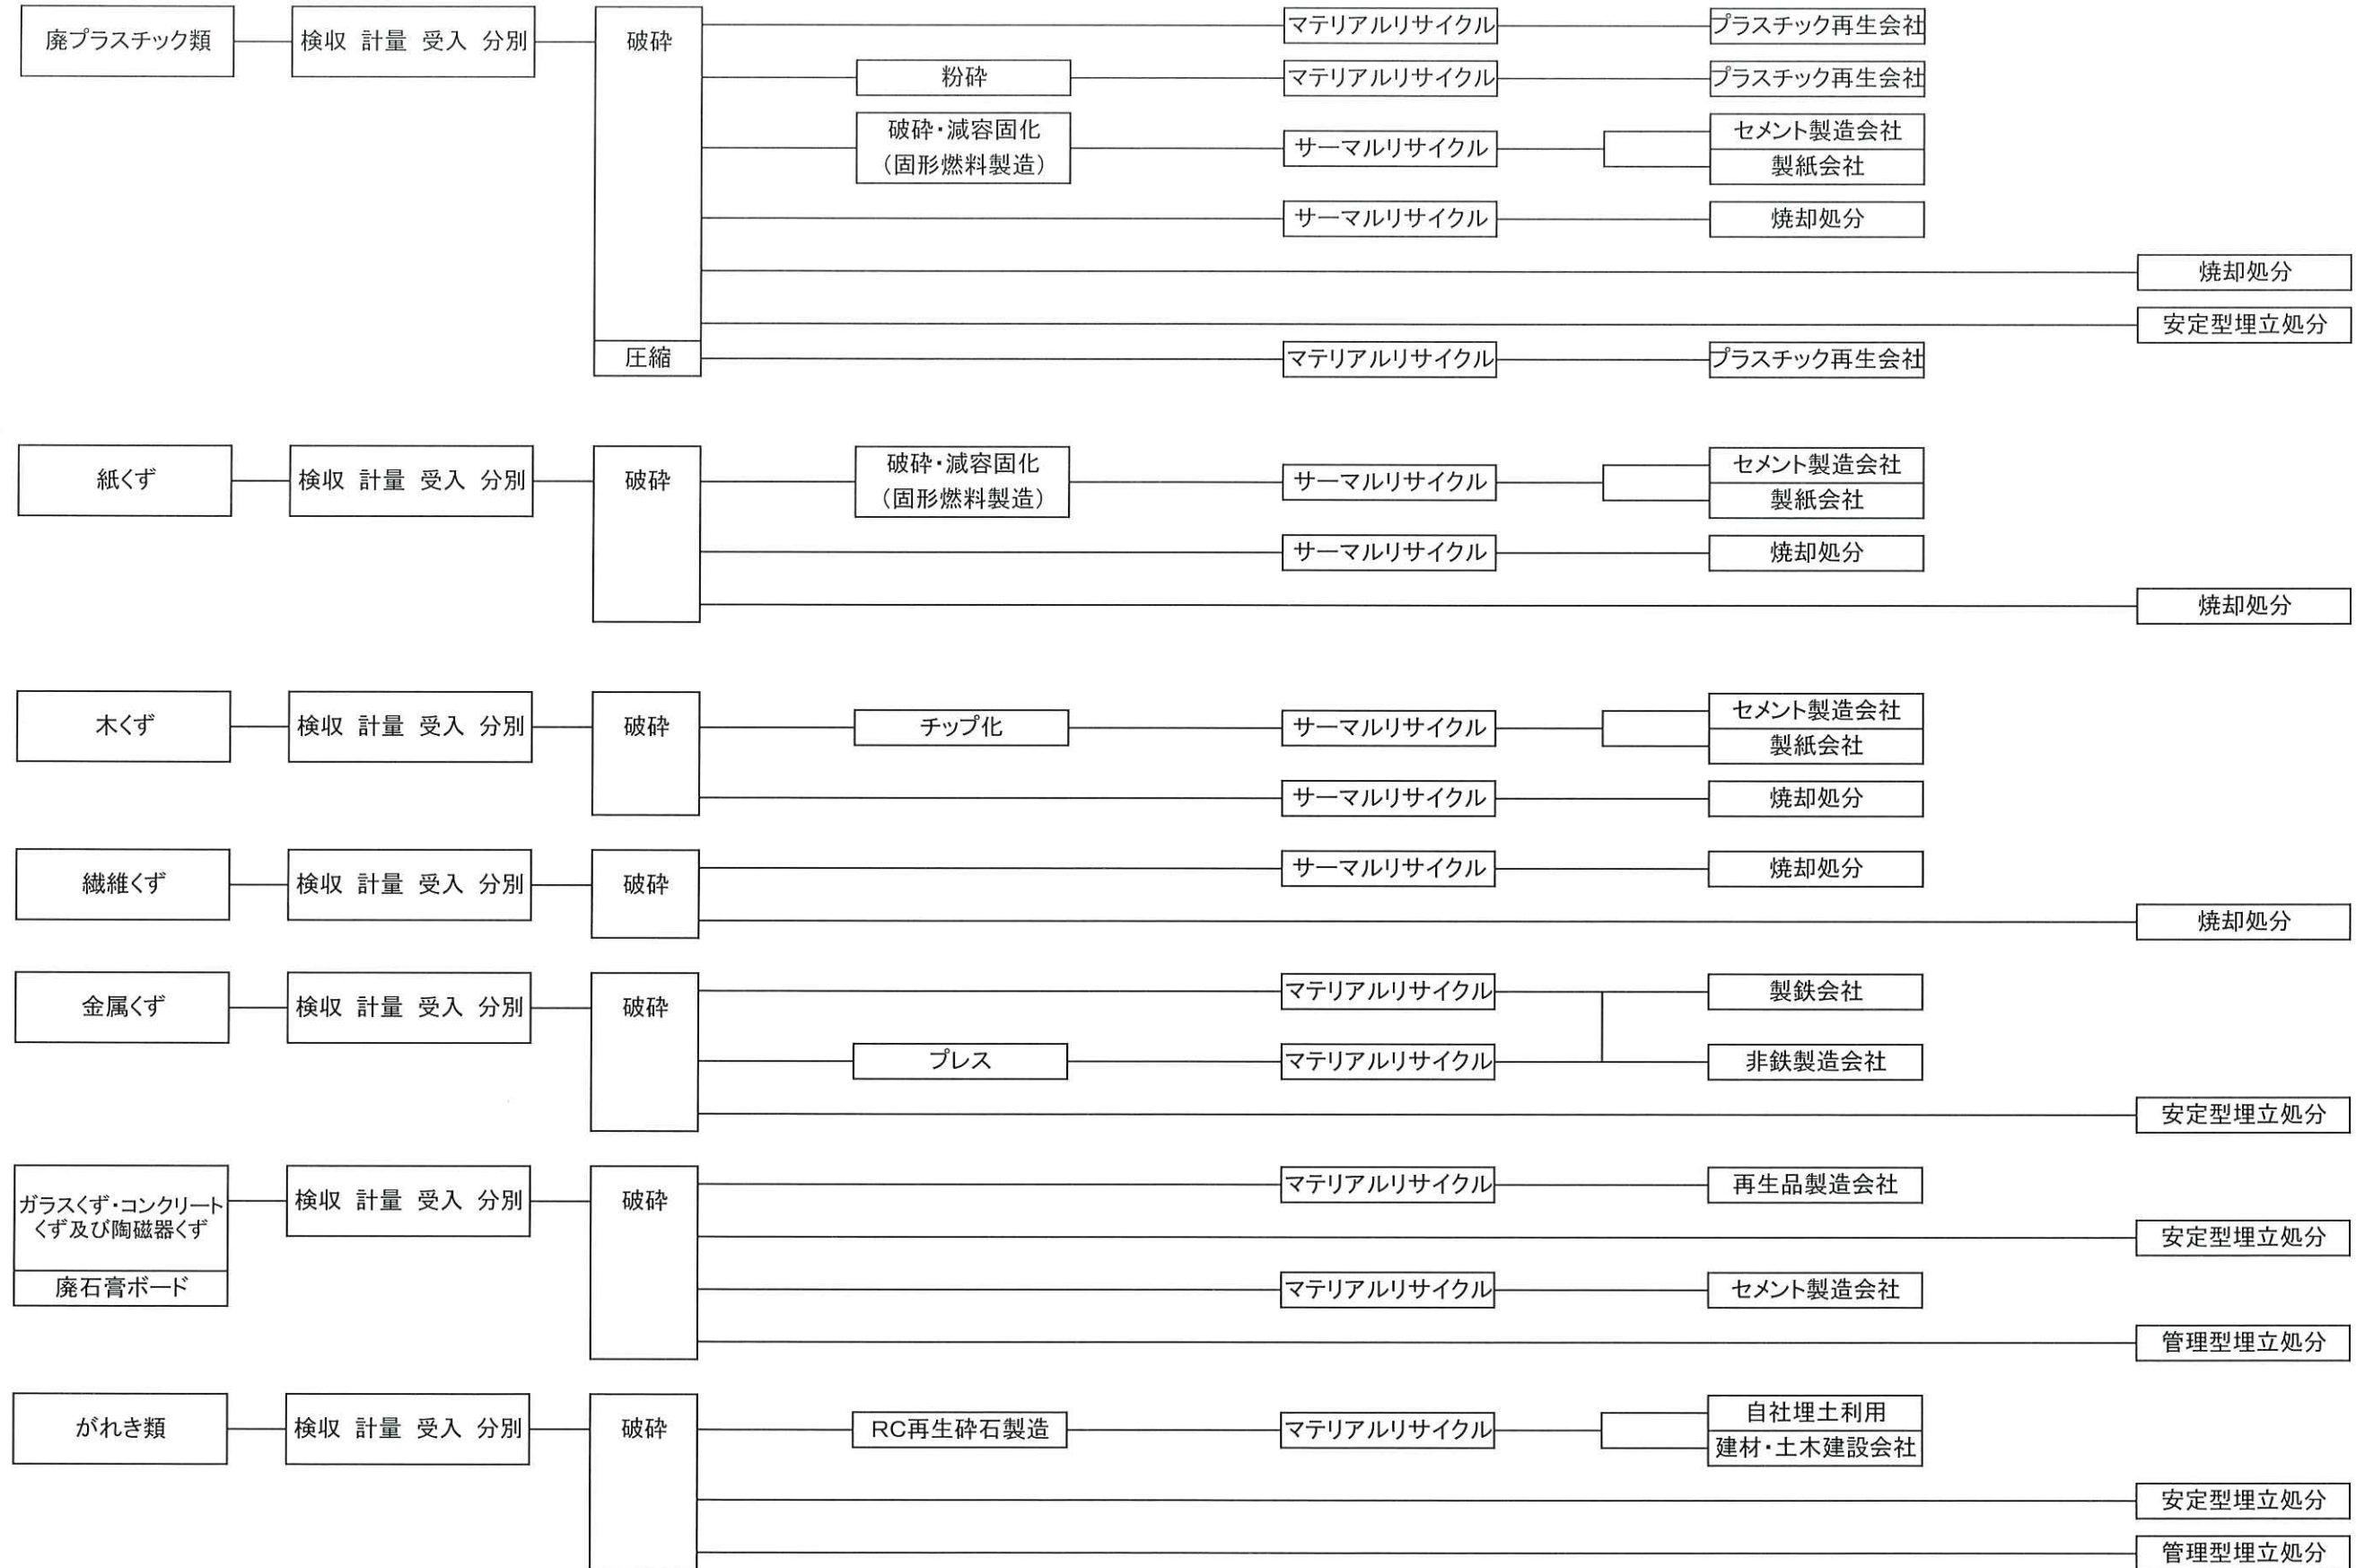 廃プラスチック類
検収 計量 受入 分別
破砕
マテリアルリサイクル
プラスチック再生会社
粉砕
マテリアルリサイクル
プラスチック再生会社
破砕・減容固化
（固形燃料製造）
サーマルリサイクル
セメント製造会社
製紙会社
サーマルリサイクル
焼却処分
焼却処分
安定型埋立処分
圧縮
マテリアルリサイクル
プラスチック再生会社
紙くず
検収 計量 受入 分別
破砕
破砕・減容固化
（固形燃料製造）
サーマルリサイクル
セメント製造会社
製紙会社
サーマルリサイクル
焼却処分
焼却処分
木くず
検収 計量 受入 分別
破砕
チップ化
サーマルリサイクル
セメント製造会社
製紙会社
サーマルリサイクル
焼却処分
繊維くず
検収 計量 受入 分別
破砕
サーマルリサイクル
焼却処分
焼却処分
金属くず
検収 計量 受入 分別
破砕
マテリアルリサイクル
製鉄会社
プレス
マテリアルリサイクル
非鉄製造会社
安定型埋立処分
ガラスくず・コンクリート
くず及び陶磁器くず
検収 計量 受入 分別
破砕
マテリアルリサイクル
再生品製造会社
安定型埋立処分
廃石膏ボード
マテリアルリサイクル
セメント製造会社
管理型埋立処分
がれき類
検収 計量 受入 分別
破砕
RC再生砕石製造
マテリアルリサイクル
自社埋土利用
建材・土木建設会社
安定型埋立処分
管理型埋立処分